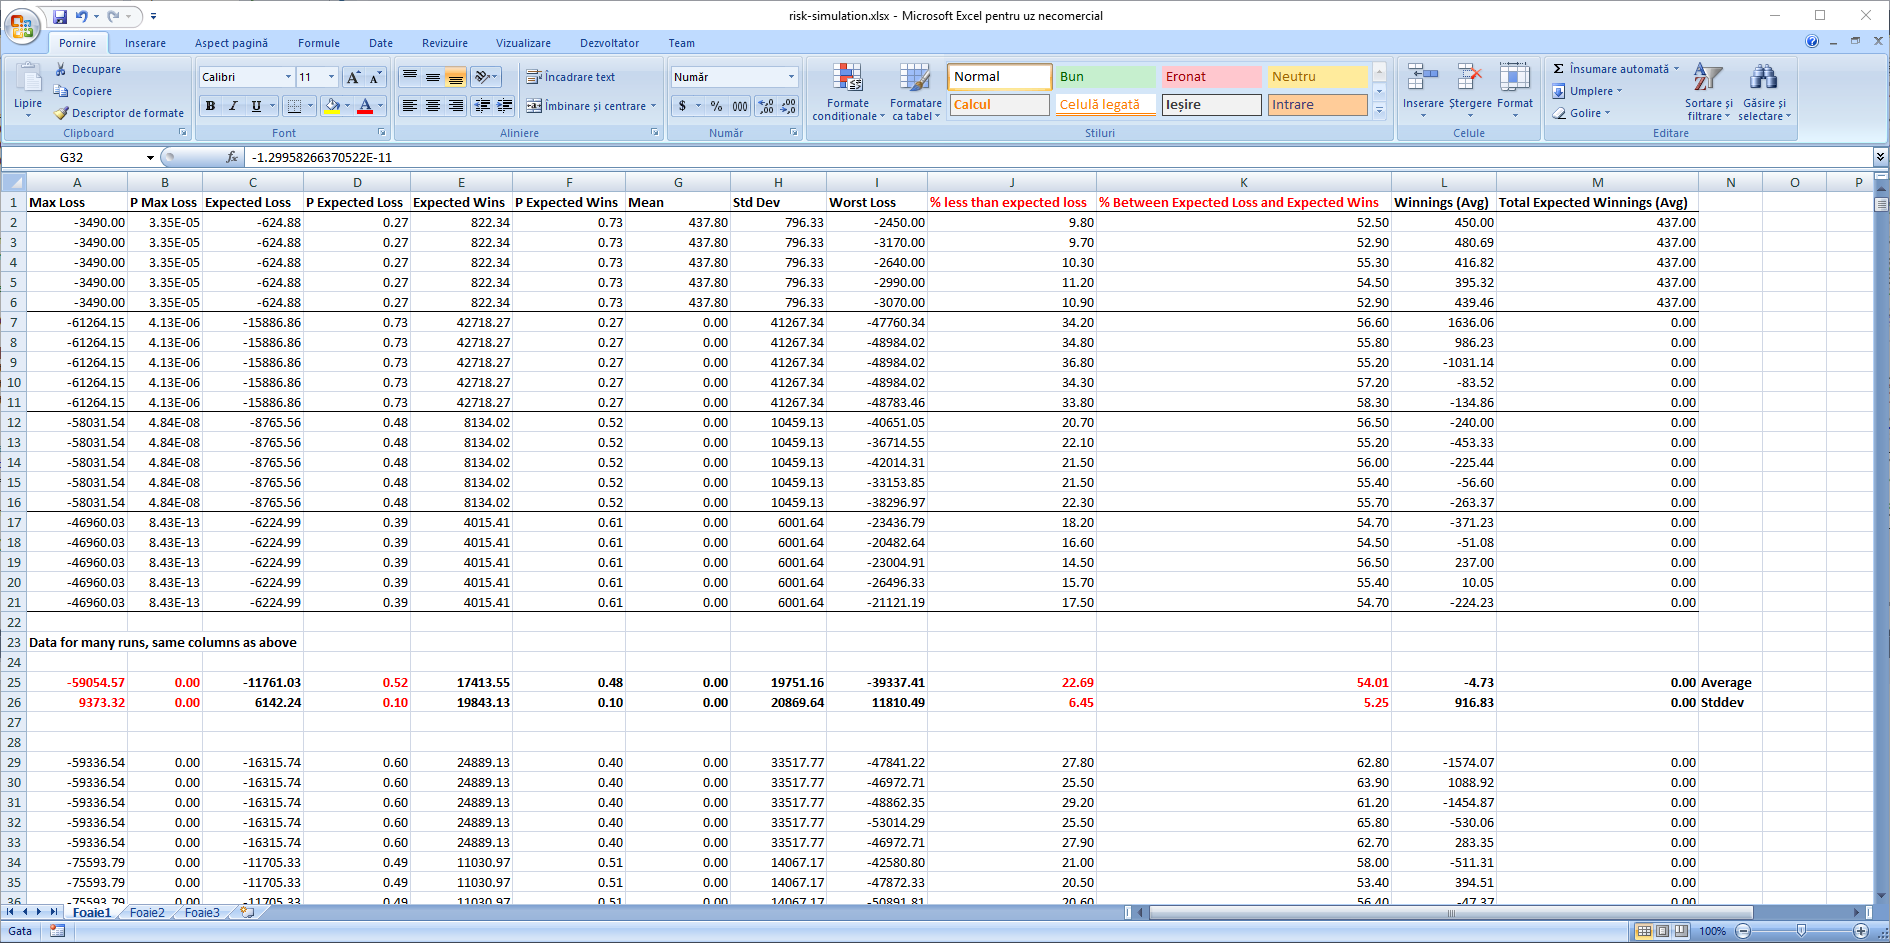 risk-simulation.xlsx - Microsoft Excel pentru uz necomercial
Pornire Inserare Aspect pagină Formule Date Revizuire Vizualizare Dezvoltator Team
Lipire
Decupare
Copiere
Descriptor de formate
Clipboard
Calibri 11
B I U
Font
Încadrare text
Îmbinare și centrare
Aliniere
Număr
$ % 000
Număr
Formate condiționale
Formatare ca tabel
Normal Bun Eronat Neutru
Calcul Celulă legată Ieșire Intrare
Stiluri
Inserare Ștergere Format
Celule
Însumare automată
Umplere
Golire
Sortare și filtrare
Găsire și selectare
Editare
G32 fx -1.29958266370522E-11
A B C D E F G H I J K L M N O P
1 Max Loss P Max Loss Expected Loss P Expected Loss Expected Wins P Expected Wins Mean Std Dev Worst Loss % less than expected loss % Between Expected Loss and Expected Wins Winnings (Avg) Total Expected Winnings (Avg)
2 -3490.00 3.35E-05 -624.88 0.27 822.34 0.73 437.80 796.33 -2450.00 9.80 52.50 450.00 437.00
3 -3490.00 3.35E-05 -624.88 0.27 822.34 0.73 437.80 796.33 -3170.00 9.70 52.90 480.69 437.00
4 -3490.00 3.35E-05 -624.88 0.27 822.34 0.73 437.80 796.33 -2640.00 10.30 55.30 416.82 437.00
5 -3490.00 3.35E-05 -624.88 0.27 822.34 0.73 437.80 796.33 -2990.00 11.20 54.50 395.32 437.00
6 -3490.00 3.35E-05 -624.88 0.27 822.34 0.73 437.80 796.33 -3070.00 10.90 52.90 439.46 437.00
7 -61264.15 4.13E-06 -15886.86 0.73 42718.27 0.27 0.00 41267.34 -47760.34 34.20 56.60 1636.06 0.00
8 -61264.15 4.13E-06 -15886.86 0.73 42718.27 0.27 0.00 41267.34 -48984.02 34.80 55.80 986.23 0.00
9 -61264.15 4.13E-06 -15886.86 0.73 42718.27 0.27 0.00 41267.34 -48984.02 36.80 55.20 -1031.14 0.00
10 -61264.15 4.13E-06 -15886.86 0.73 42718.27 0.27 0.00 41267.34 -48984.02 34.30 57.20 -83.52 0.00
11 -61264.15 4.13E-06 -15886.86 0.73 42718.27 0.27 0.00 41267.34 -48783.46 33.80 58.30 -134.86 0.00
12 -58031.54 4.84E-08 -8765.56 0.48 8134.02 0.52 0.00 10459.13 -40651.05 20.70 56.50 -240.00 0.00
13 -58031.54 4.84E-08 -8765.56 0.48 8134.02 0.52 0.00 10459.13 -36714.55 22.10 55.20 -453.33 0.00
14 -58031.54 4.84E-08 -8765.56 0.48 8134.02 0.52 0.00 10459.13 -42014.31 21.50 56.00 -225.44 0.00
15 -58031.54 4.84E-08 -8765.56 0.48 8134.02 0.52 0.00 10459.13 -33153.85 21.50 55.40 -56.60 0.00
16 -58031.54 4.84E-08 -8765.56 0.48 8134.02 0.52 0.00 10459.13 -38296.97 22.30 55.70 -263.37 0.00
17 -46960.03 8.43E-13 -6224.99 0.39 4015.41 0.61 0.00 6001.64 -23436.79 18.20 54.70 -371.23 0.00
18 -46960.03 8.43E-13 -6224.99 0.39 4015.41 0.61 0.00 6001.64 -20482.64 16.60 54.50 -51.08 0.00
19 -46960.03 8.43E-13 -6224.99 0.39 4015.41 0.61 0.00 6001.64 -23004.91 14.50 56.50 237.00 0.00
20 -46960.03 8.43E-13 -6224.99 0.39 4015.41 0.61 0.00 6001.64 -26496.33 15.70 55.40 10.05 0.00
21 -46960.03 8.43E-13 -6224.99 0.39 4015.41 0.61 0.00 6001.64 -21121.19 17.50 54.70 -224.23 0.00
22
23 Data for many runs, same columns as above
24
25 -59054.57 0.00 -11761.03 0.52 17413.55 0.48 0.00 19751.16 -39337.41 22.69 54.01 -4.73 0.00 Average
26 9373.32 0.00 6142.24 0.10 19843.13 0.10 0.00 20869.64 11810.49 6.45 5.25 916.83 0.00 Stddev
27
28
29 -59336.54 0.00 -16315.74 0.60 24889.13 0.40 0.00 33517.77 -47841.22 27.80 62.80 -1574.07 0.00
30 -59336.54 0.00 -16315.74 0.60 24889.13 0.40 0.00 33517.77 -46972.71 25.50 63.90 1088.92 0.00
31 -59336.54 0.00 -16315.74 0.60 24889.13 0.40 0.00 33517.77 -48862.35 29.20 61.20 -1454.87 0.00
32 -59336.54 0.00 -16315.74 0.60 24889.13 0.40 0.00 33517.77 -53014.29 25.50 65.80 -530.06 0.00
33 -59336.54 0.00 -16315.74 0.60 24889.13 0.40 0.00 33517.77 -46972.71 27.90 62.70 283.35 0.00
34 -75593.79 0.00 -11705.33 0.49 11030.97 0.51 0.00 14067.17 -42580.80 21.00 58.00 -511.31 0.00
35 -75593.79 0.00 -11705.33 0.49 11030.97 0.51 0.00 14067.17 -47872.33 20.50 53.40 394.51 0.00
36 -75593.79 0.00 -11705.33 0.49 11030.97 0.51 0.00 14067.17 -50891.81 20.60 56.40 -47.37 0.00
Foaie1 Foaie2 Foaie3
Gata 100%